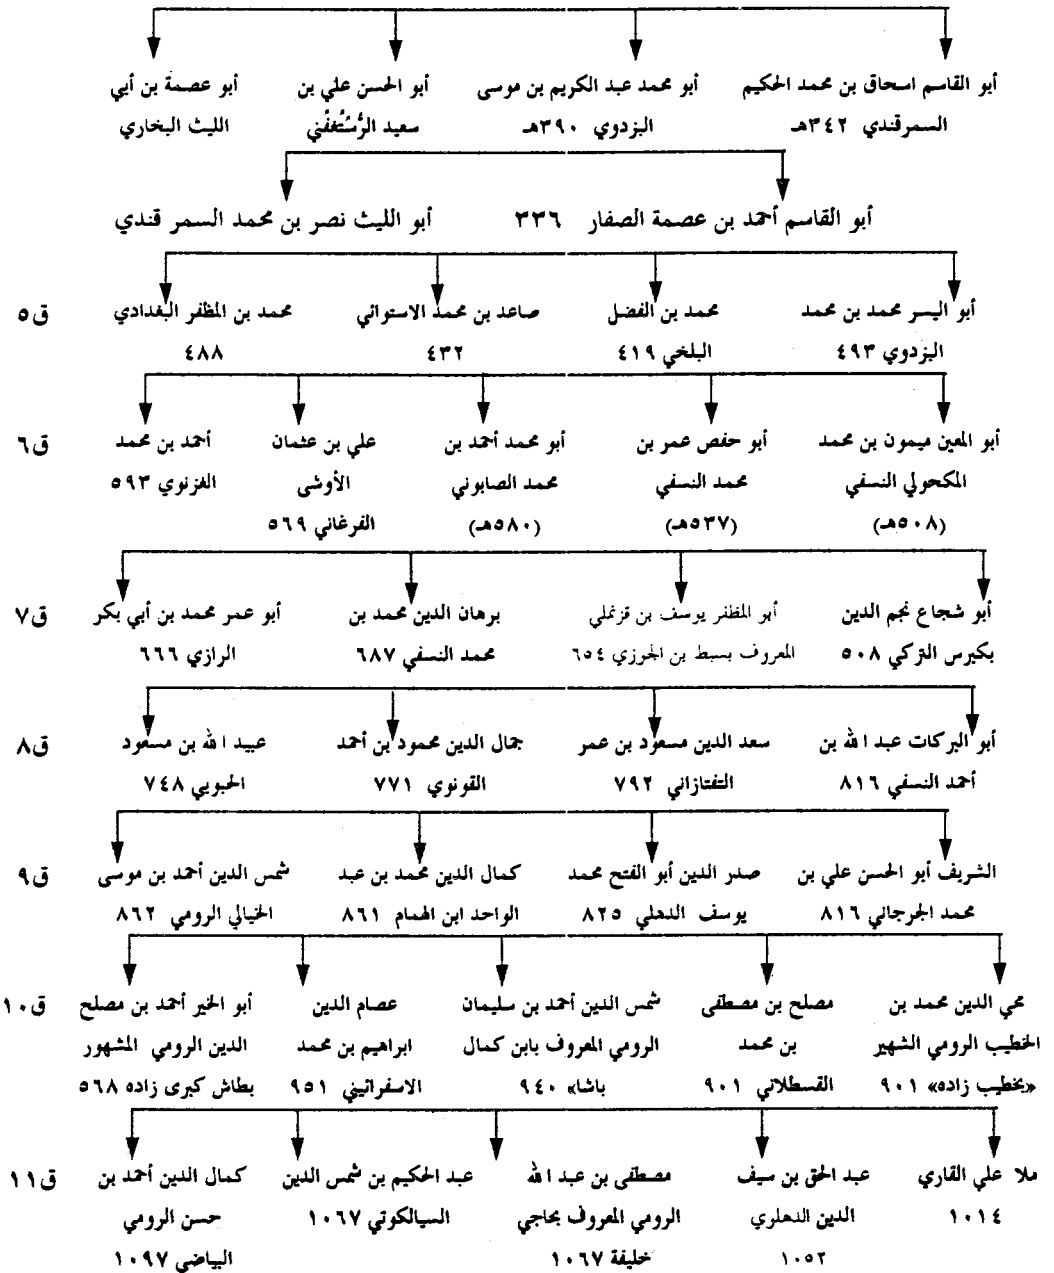 أبو القاسم اسحاق بن محمد الحكيم أبو محمد عبد الكريم بن موسى أبو الحسن علي بن أبو عصمة بن أبي
السمرقندي ٣٤٢هـ البزدوي ٣٩٠هـ سعيد الرُّسْتُغفْني الليث البخاري
أبو القاسم أحمد بن عصمة الصفار ٣٣٦ أبو الليث نصر بن محمد السمر قندي
أبو اليسر محمد بن محمد محمد بن الفضل صاعد بن محمد الاستوائي محمد بن المظفر البغدادي ق٥
البزدوي ٤٩٣ البلخي ٤١٩ ٤٣٢ ٤٨٨
أبو المعين ميمون بن محمد أبو حفص عمر بن أبو محمد أحمد بن علي بن عثمان أحمد بن محمد ق٦
المكحولي النسفي محمد النسفي محمد الصابوني الأوشى الغزنوي ٥٩٣
(٥٠٨هـ) (٥٣٧هـ) (٥٨٠هـ) الفرغاني ٥٦٩
أبو شجاع نجم الدين أبو المظفر يوسف بن قزنملي برهان الدين محمد بن أبو عمر محمد بن أبي بكر ق٧
بكبرس التركي ٥٠٨ المعروف بسبط بن الجوزي ٦٥٤ محمد النسفي ٦٨٧ الرازي ٦٦٦
أبو البركات عبد الله بن سعد الدين مسعود بن عمر جمال الدين محمود بن أحمد عبيد الله بن مسعود ق٨
أحمد النسفي ٨١٦ التفتازاني ٧٩٢ القونوي ٧٧١ الحبوبي ٧٤٨
الشريف أبو الحسن علي بن صدر الدين أبو الفتح محمد كمال الدين محمد بن عبد شمس الدين أحمد بن موسى ق٩
محمد الجرجاني ٨١٦ يوسف الدهلي ٨٢٥ الواحد ابن الهمام ٨٦١ الخيالي الرومي ٨٦٢
محي الدين محمد بن مصلح بن مصطفى شمس الدين أحمد بن سليمان عصام الدين أبو الخير أحمد بن مصلح ق١٠
الخطيب الرومي الشهير بن محمد الرومي المعروف بابن كمال ابراهيم بن محمد الدين الرومي المشهور
«بخطيب زاده» ٩٠١ القسطلاني ٩٠١ باشا» ٩٤٠ الاسفرائيني ٩٥١ بطاش كبرى زاده ٥٦٨
ملا علي القاري عبد الحق بن سيف مصطفى بن عبد الله عبد الحكيم بن شمس الدين كمال الدين أحمد بن ق١١
١٠١٤ الدين الدهلري الرومي المعروف بحاجي السيالكوتي ١٠٦٧ حسن الرومي
١٠٥٢ خليفة ١٠٦٧ البياضى ١٠٩٧